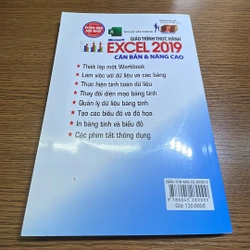 GIÁO TRÌNH THỰC HÀNH
Microsoft
EXCEL 2019
CĂN BẢN & NÂNG CAO
Thiết lập một Workbook
Làm việc với dữ liệu và các bảng
Thực hiện tính toán dữ liệu
Thay đổi diện mạo bảng tính
Quản lý dữ liệu bảng tính
Tạo các biểu đồ và đồ họa
In bảng tính và biểu đồ
Các phím tắt thông dụng